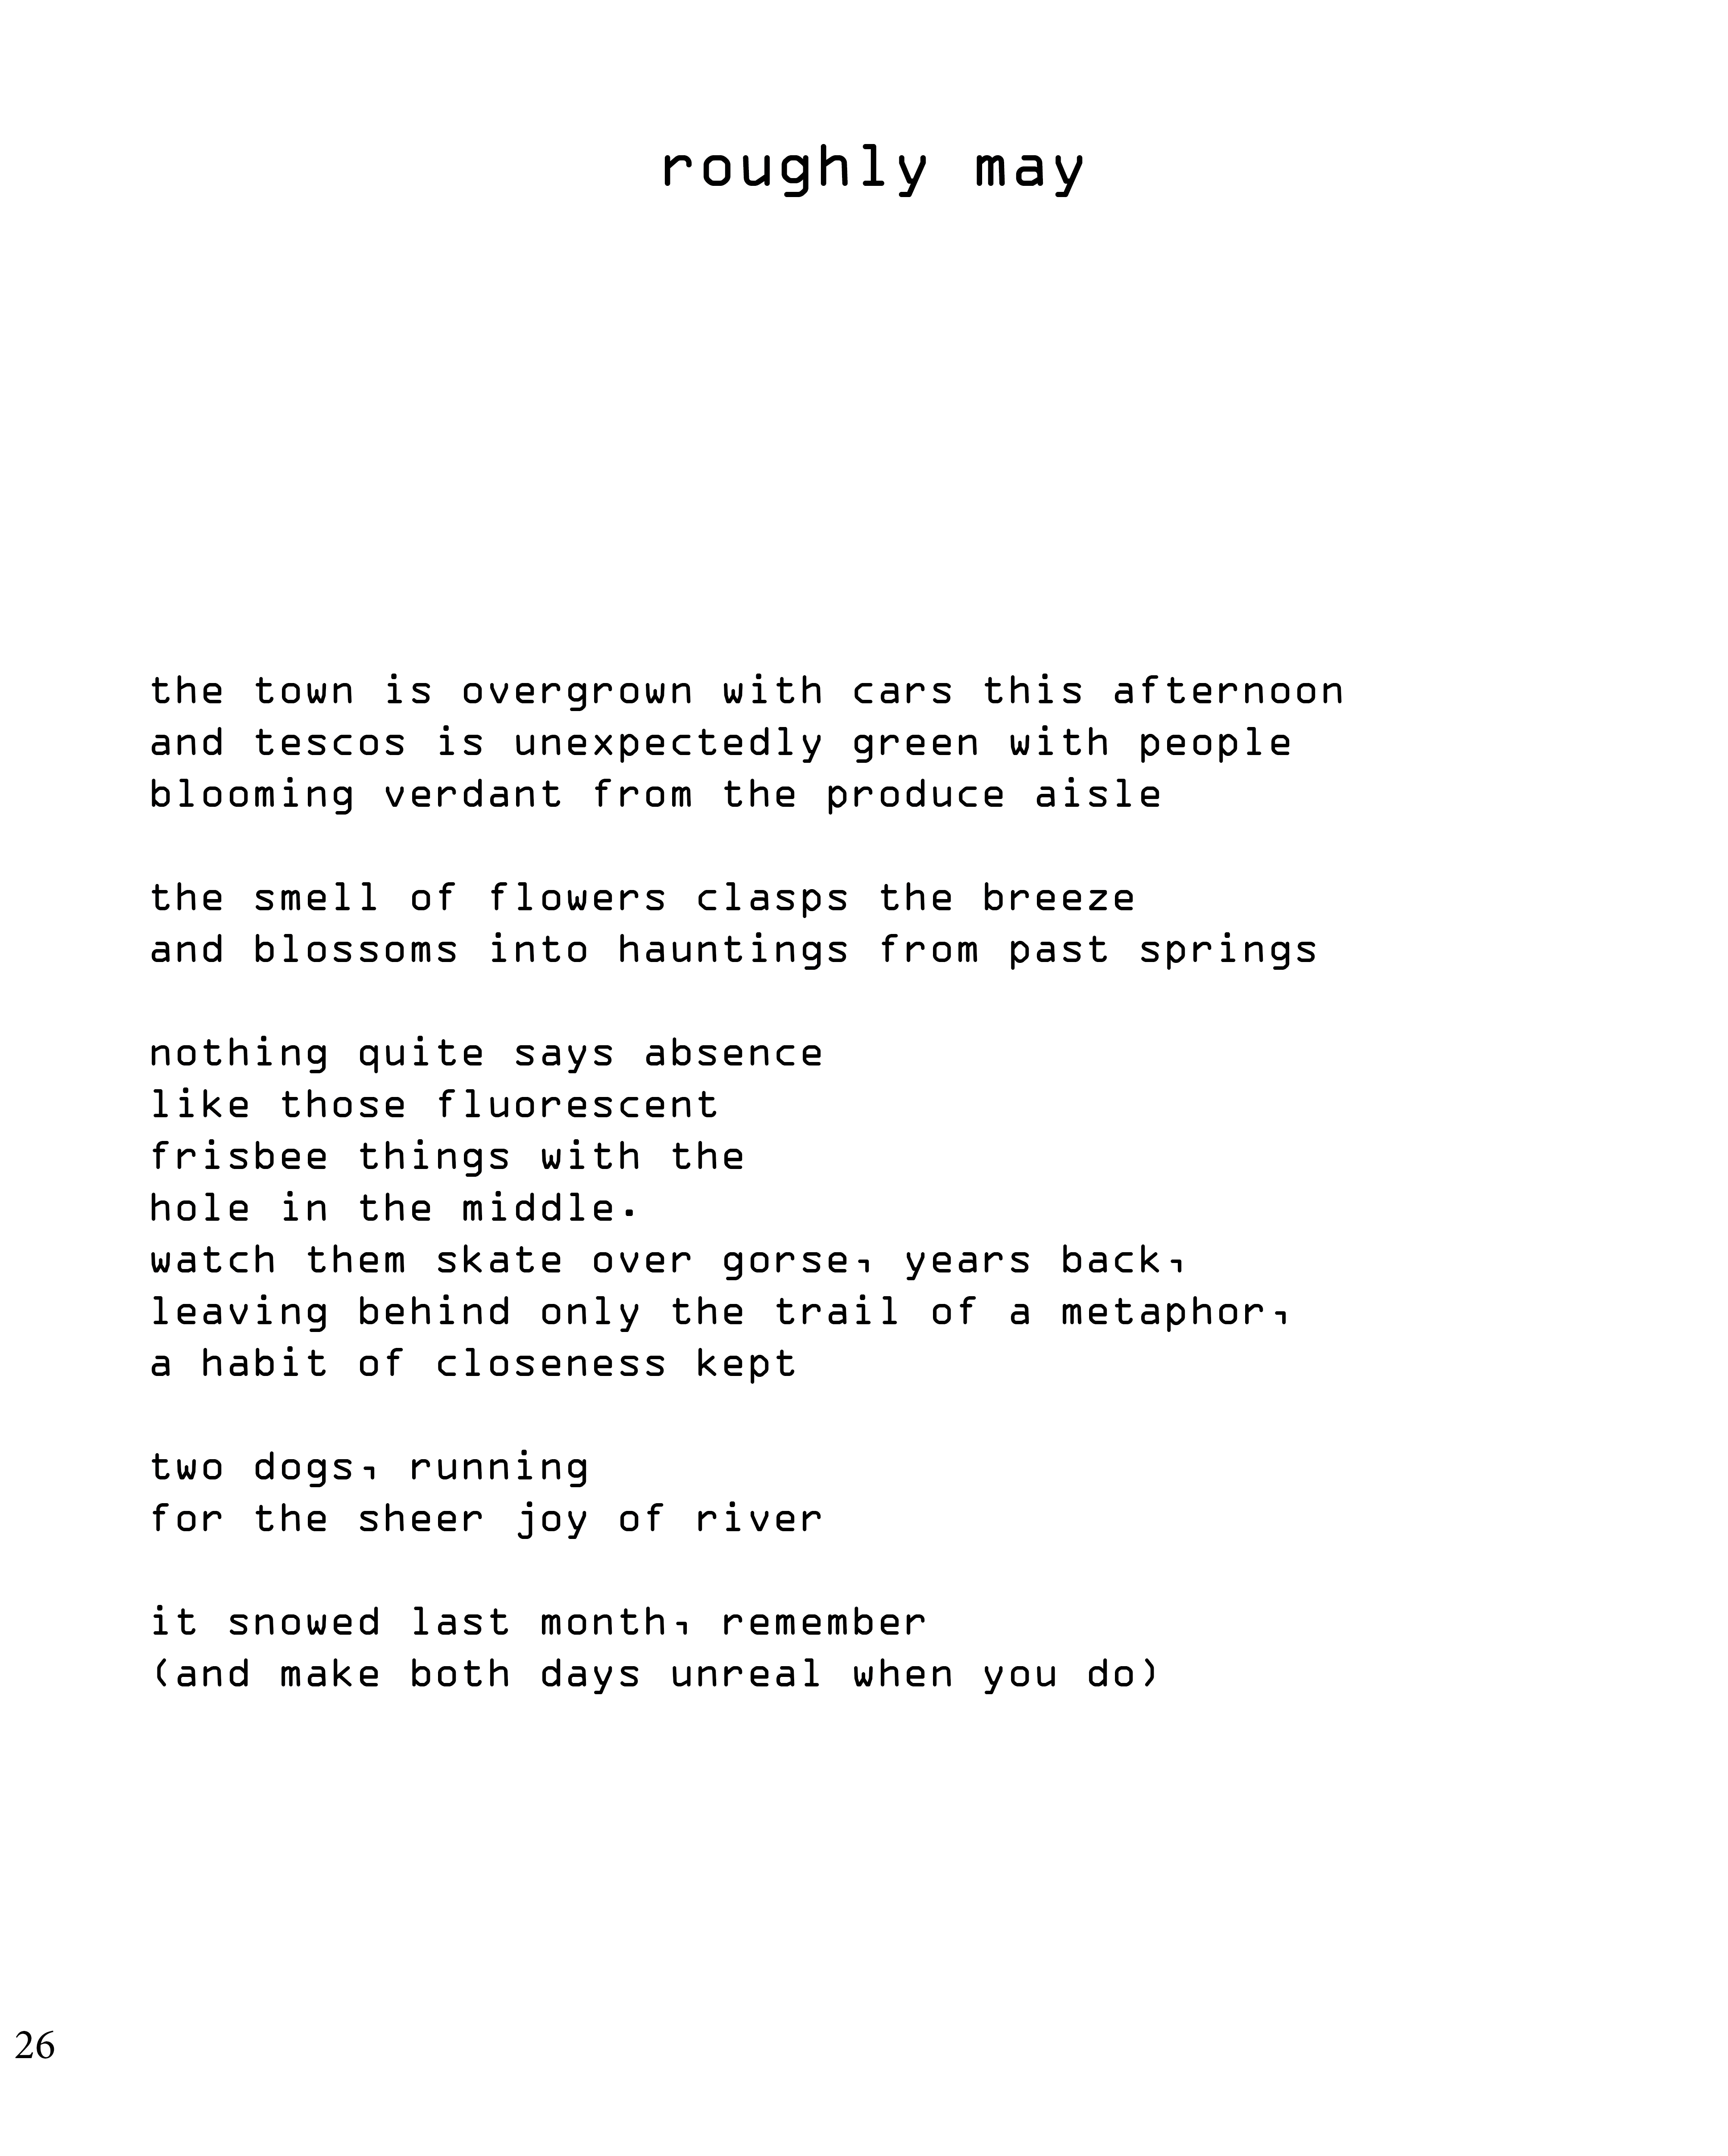 roughly may
the town is overgrown with cars this afternoon
and tescos is unexpectedly green with people
blooming verdant from the produce aisle
the smell of flowers clasps the breeze
and blossoms into hauntings from past springs
nothing quite says absence
like those fluorescent
frisbee things with the
hole in the middle.
watch them skate over gorse, years back,
leaving behind only the trail of a metaphor,
a habit of closeness kept
two dogs, running
for the sheer joy of river
it snowed last month, remember
(and make both days unreal when you do)
26